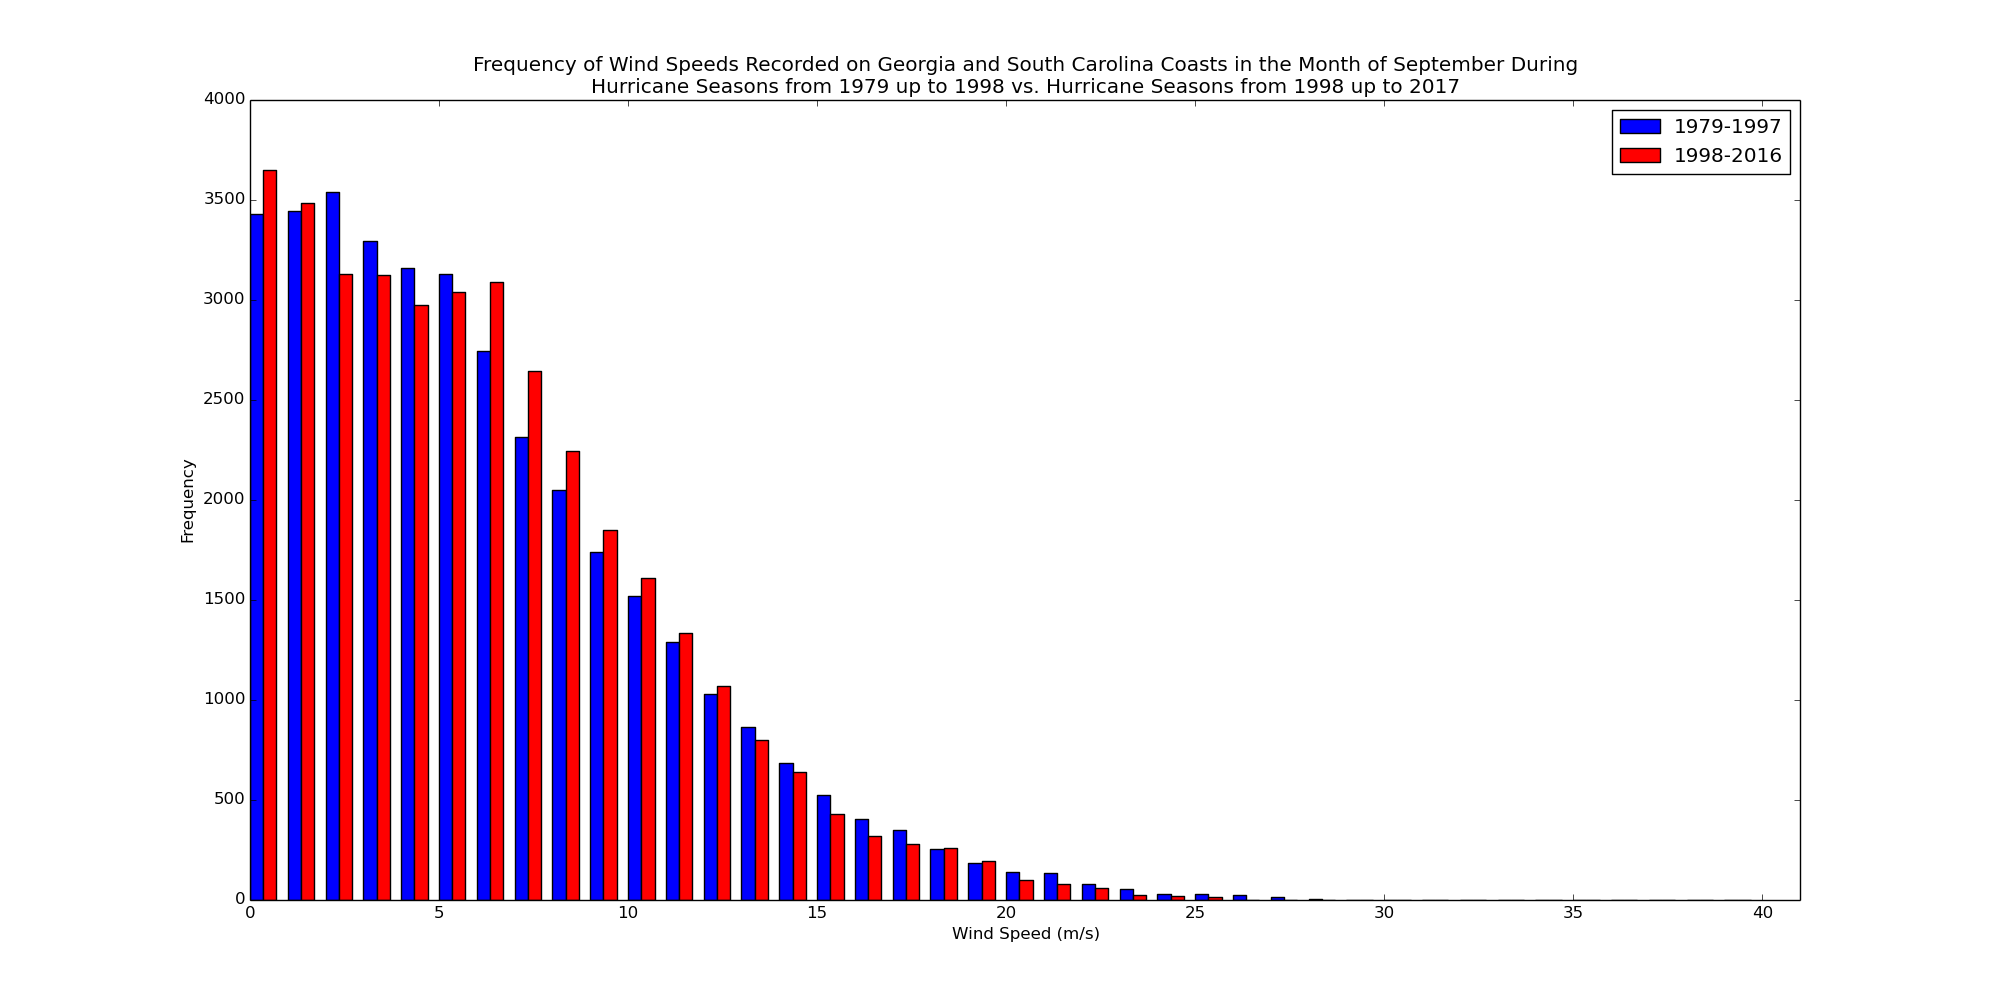 Frequency of Wind Speeds Recorded on Georgia and South Carolina Coasts in the Month of September During
Hurricane Seasons from 1979 up to 1998 vs. Hurricane Seasons from 1998 up to 2017
1979-1997
1998-2016
Frequency
4000
3500
3000
2500
2000
1500
1000
500
0
0 5 10 15 20 25 30 35 40
Wind Speed (m/s)